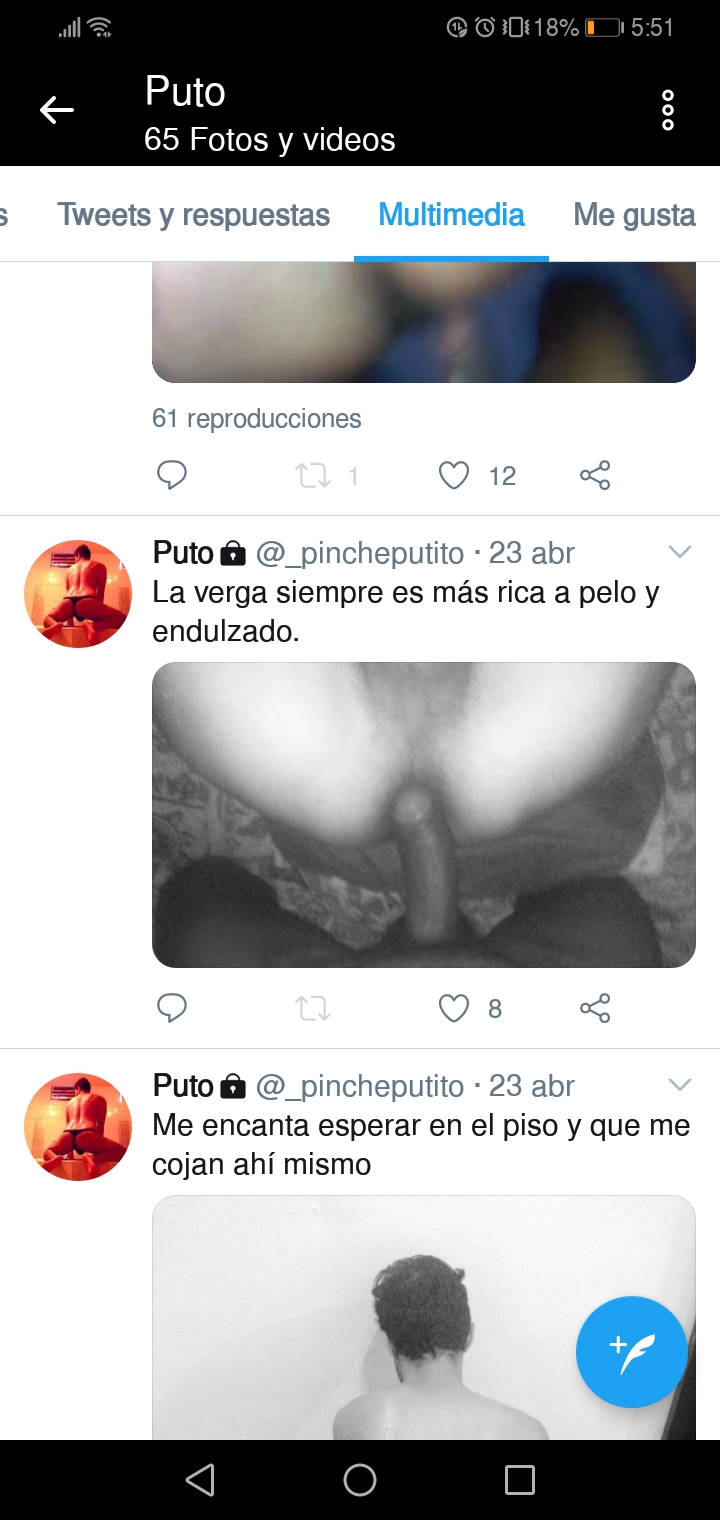 18% 5:51
Puto
65 Fotos y videos
s Tweets y respuestas Multimedia Me gusta
61 reproducciones
1 12
Puto @_pincheputito · 23 abr
La verga siempre es más rica a pelo y
endulzado.
8
Puto @_pincheputito · 23 abr
Me encanta esperar en el piso y que me
cojan ahí mismo